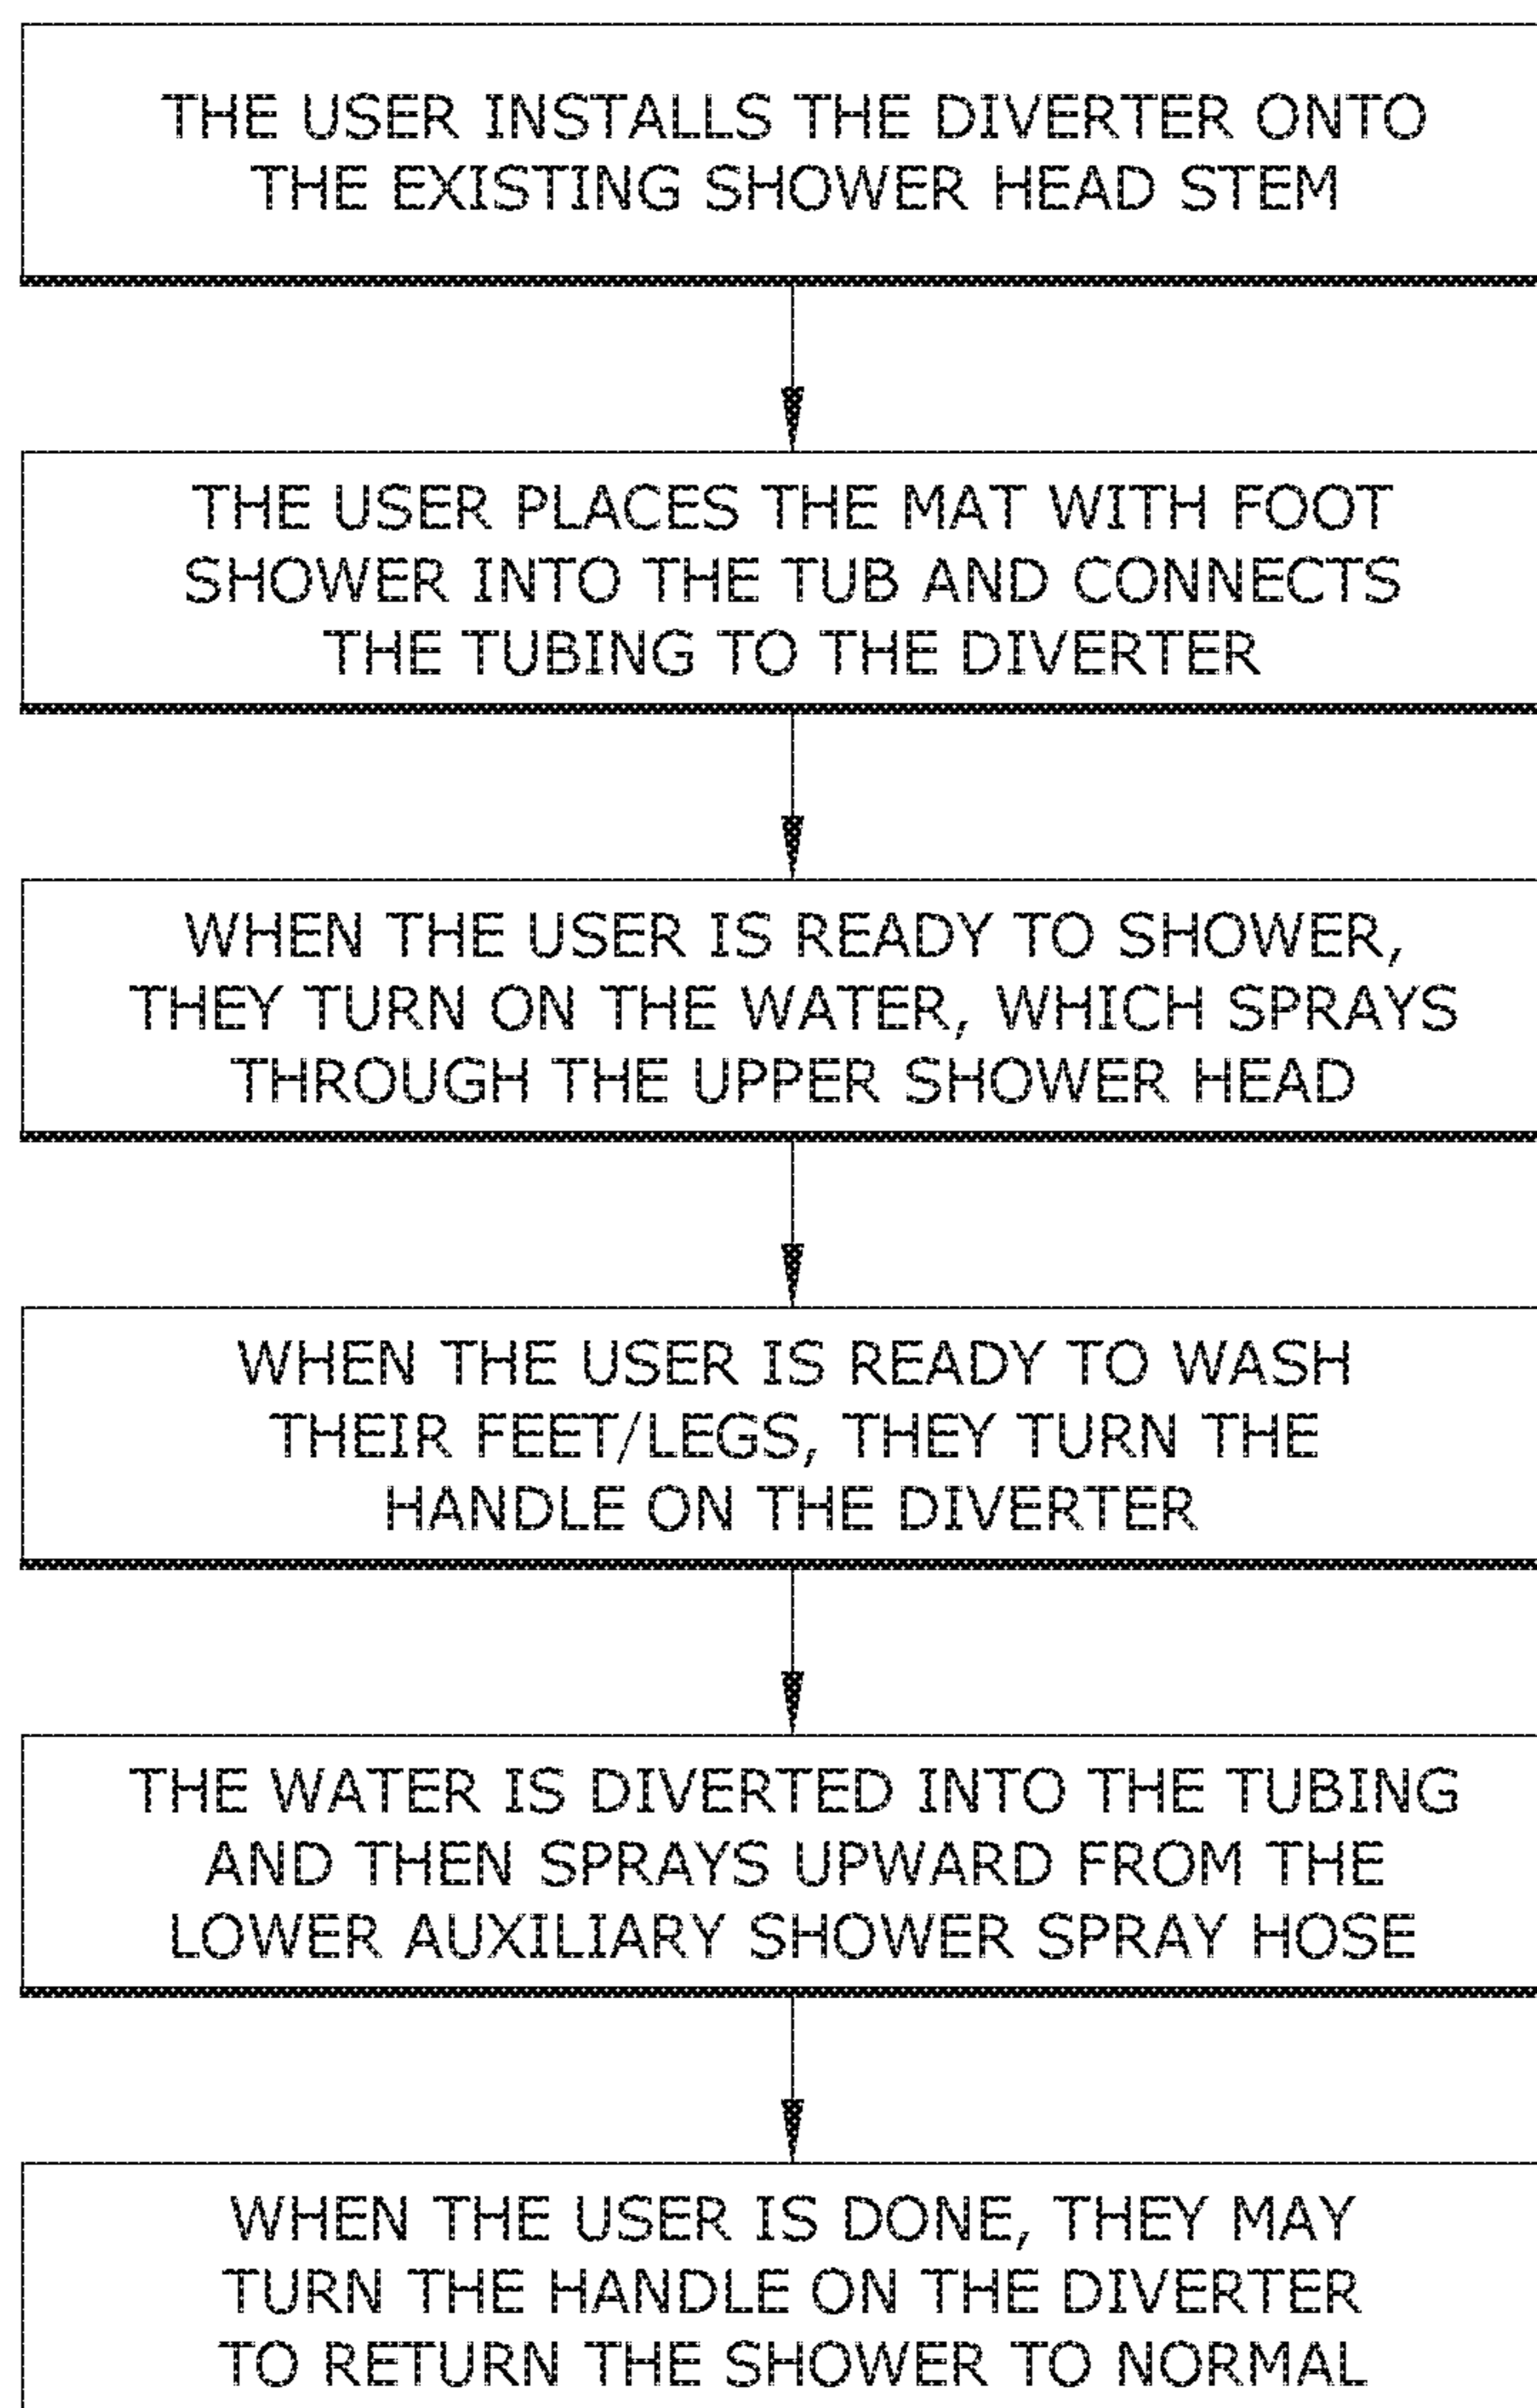 THE USER INSTALLS THE DIVERTER ONTO
THE EXISTING SHOWER HEAD STEM
THE USER PLACES THE MAT WITH FOOT
SHOWER INTO THE TUB AND CONNECTS
THE TUBING TO THE DIVERTER
WHEN THE USER IS READY TO SHOWER,
THEY TURN ON THE WATER, WHICH SPRAYS
THROUGH THE UPPER SHOWER HEAD
WHEN THE USER IS READY TO WASH
THEIR FEET/LEGS, THEY TURN THE
HANDLE ON THE DIVERTER
THE WATER IS DIVERTED INTO THE TUBING
AND THEN SPRAYS UPWARD FROM THE
LOWER AUXILIARY SHOWER SPRAY HOSE
WHEN THE USER IS DONE, THEY MAY
TURN THE HANDLE ON THE DIVERTER
TO RETURN THE SHOWER TO NORMAL